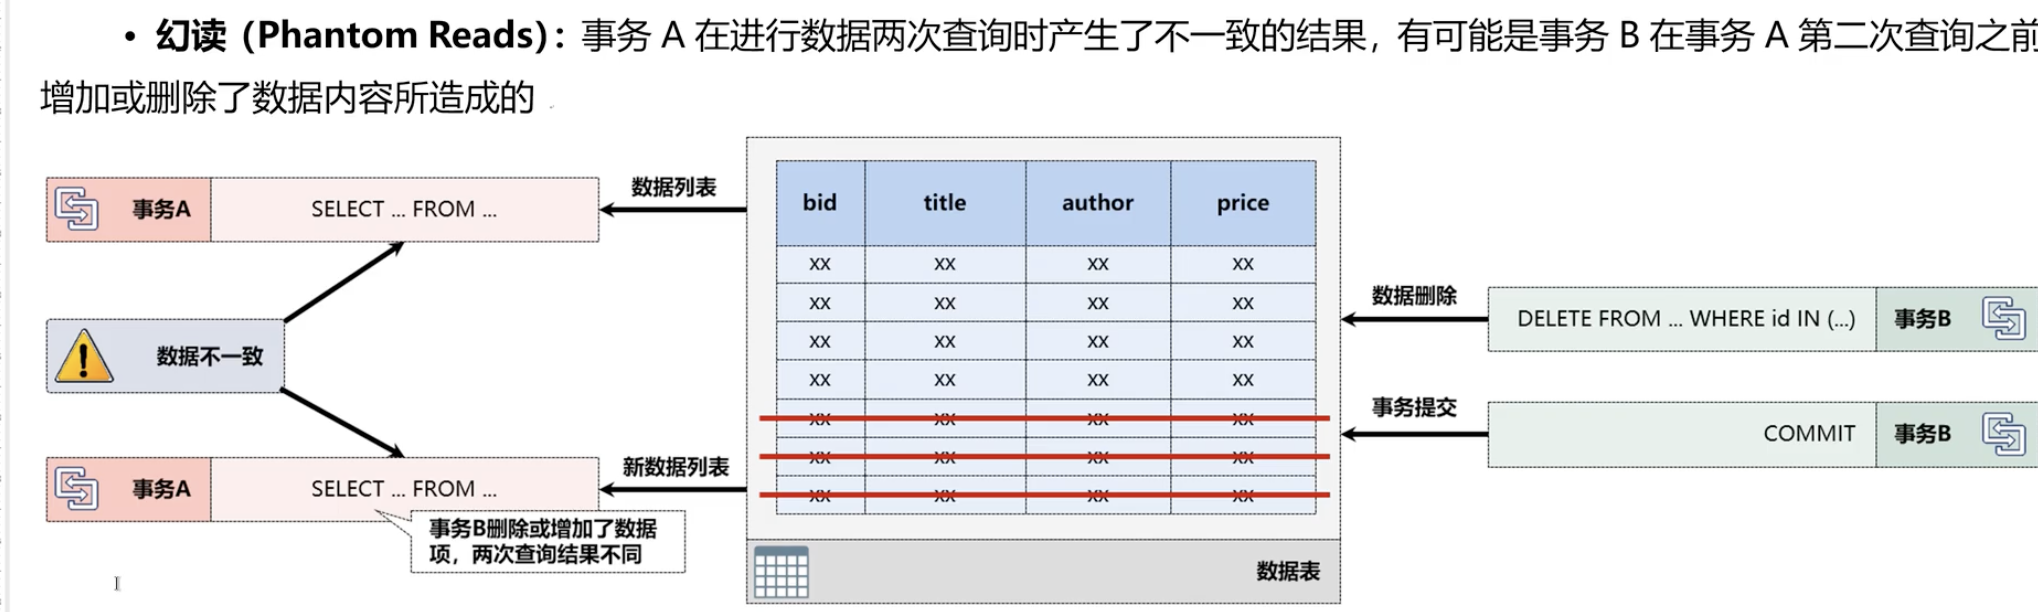 • 幻读（Phantom Reads）：事务 A 在进行数据两次查询时产生了不一致的结果，有可能是事务 B 在事务 A 第二次查询之前
增加或删除了数据内容所造成的
事务A SELECT ... FROM ...
数据列表
数据不一致
事务A SELECT ... FROM ...
新数据列表
事务B删除或增加了数据
项，两次查询结果不同
bid title author price
xx xx xx xx
xx xx xx xx
xx xx xx xx
xx xx xx xx
xx xx xx xx
xx xx xx xx
xx xx xx xx
数据表
数据删除
DELETE FROM ... WHERE id IN (...) 事务B
事务提交
COMMIT 事务B